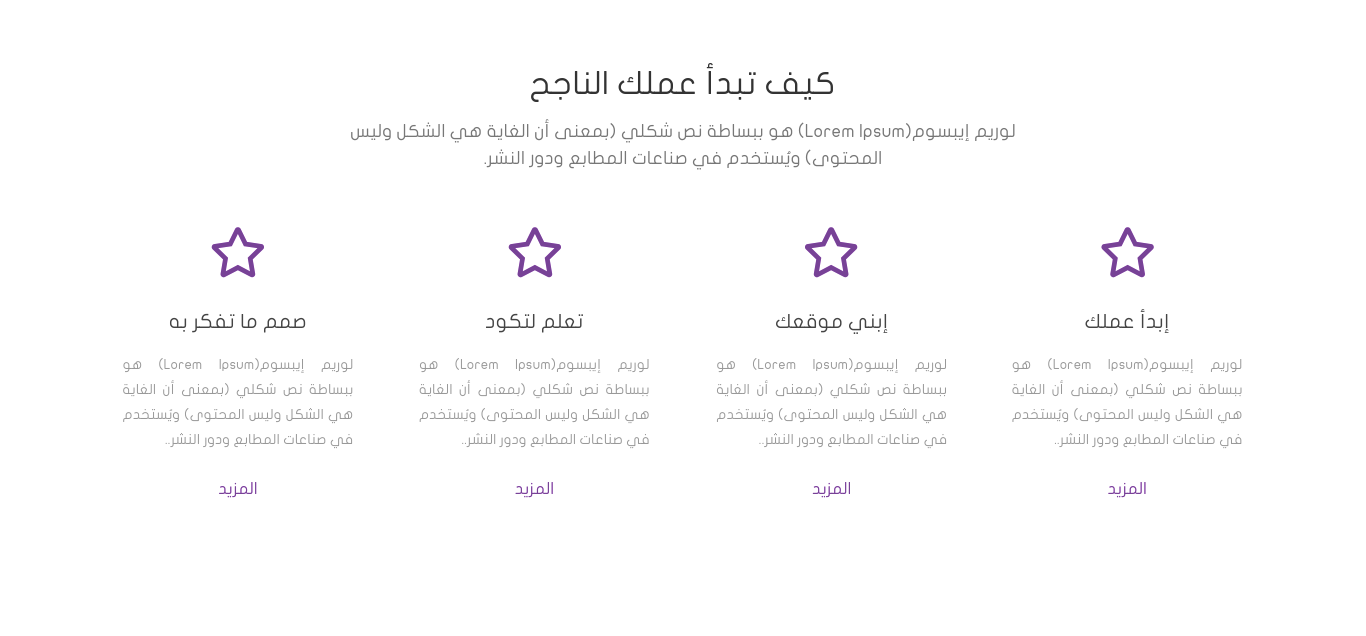 كيف تبدأ عملك الناجح
لوريم إيبسوم(Lorem Ipsum) هو ببساطة نص شكلي (بمعنى أن الغاية هي الشكل وليس
المحتوى) ويُستخدم في صناعات المطابع ودور النشر.
إبدأ عملك
لوريم إيبسوم(Lorem Ipsum) هو
ببساطة نص شكلي (بمعنى أن الغاية
هي الشكل وليس المحتوى) ويُستخدم
في صناعات المطابع ودور النشر..
المزيد
إبني موقعك
لوريم إيبسوم(Lorem Ipsum) هو
ببساطة نص شكلي (بمعنى أن الغاية
هي الشكل وليس المحتوى) ويُستخدم
في صناعات المطابع ودور النشر..
المزيد
تعلم لتكود
لوريم إيبسوم(Lorem Ipsum) هو
ببساطة نص شكلي (بمعنى أن الغاية
هي الشكل وليس المحتوى) ويُستخدم
في صناعات المطابع ودور النشر..
المزيد
صمم ما تفكر به
لوريم إيبسوم(Lorem Ipsum) هو
ببساطة نص شكلي (بمعنى أن الغاية
هي الشكل وليس المحتوى) ويُستخدم
في صناعات المطابع ودور النشر..
المزيد